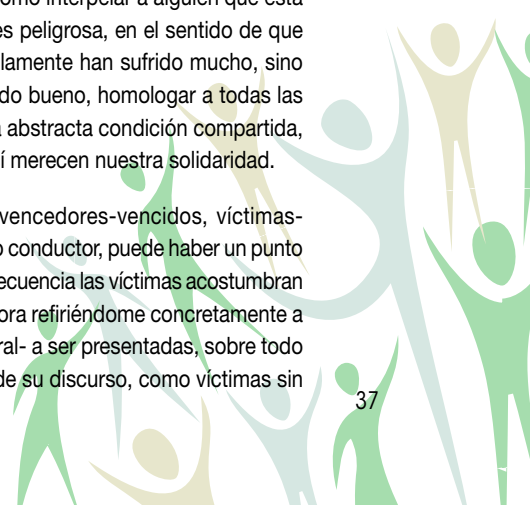 como interpelar a alguien que está
es peligrosa, en el sentido de que
lamente han sufrido mucho, sino
do bueno, homologar a todas las
abstracta condición compartida,
í merecen nuestra solidaridad.
vencedores-vencidos, víctimas-
conductor, puede haber un punto
ecuencia las víctimas acostumbran
ora refiriéndome concretamente a
ral- a ser presentadas, sobre todo
de su discurso, como víctimas sin
37